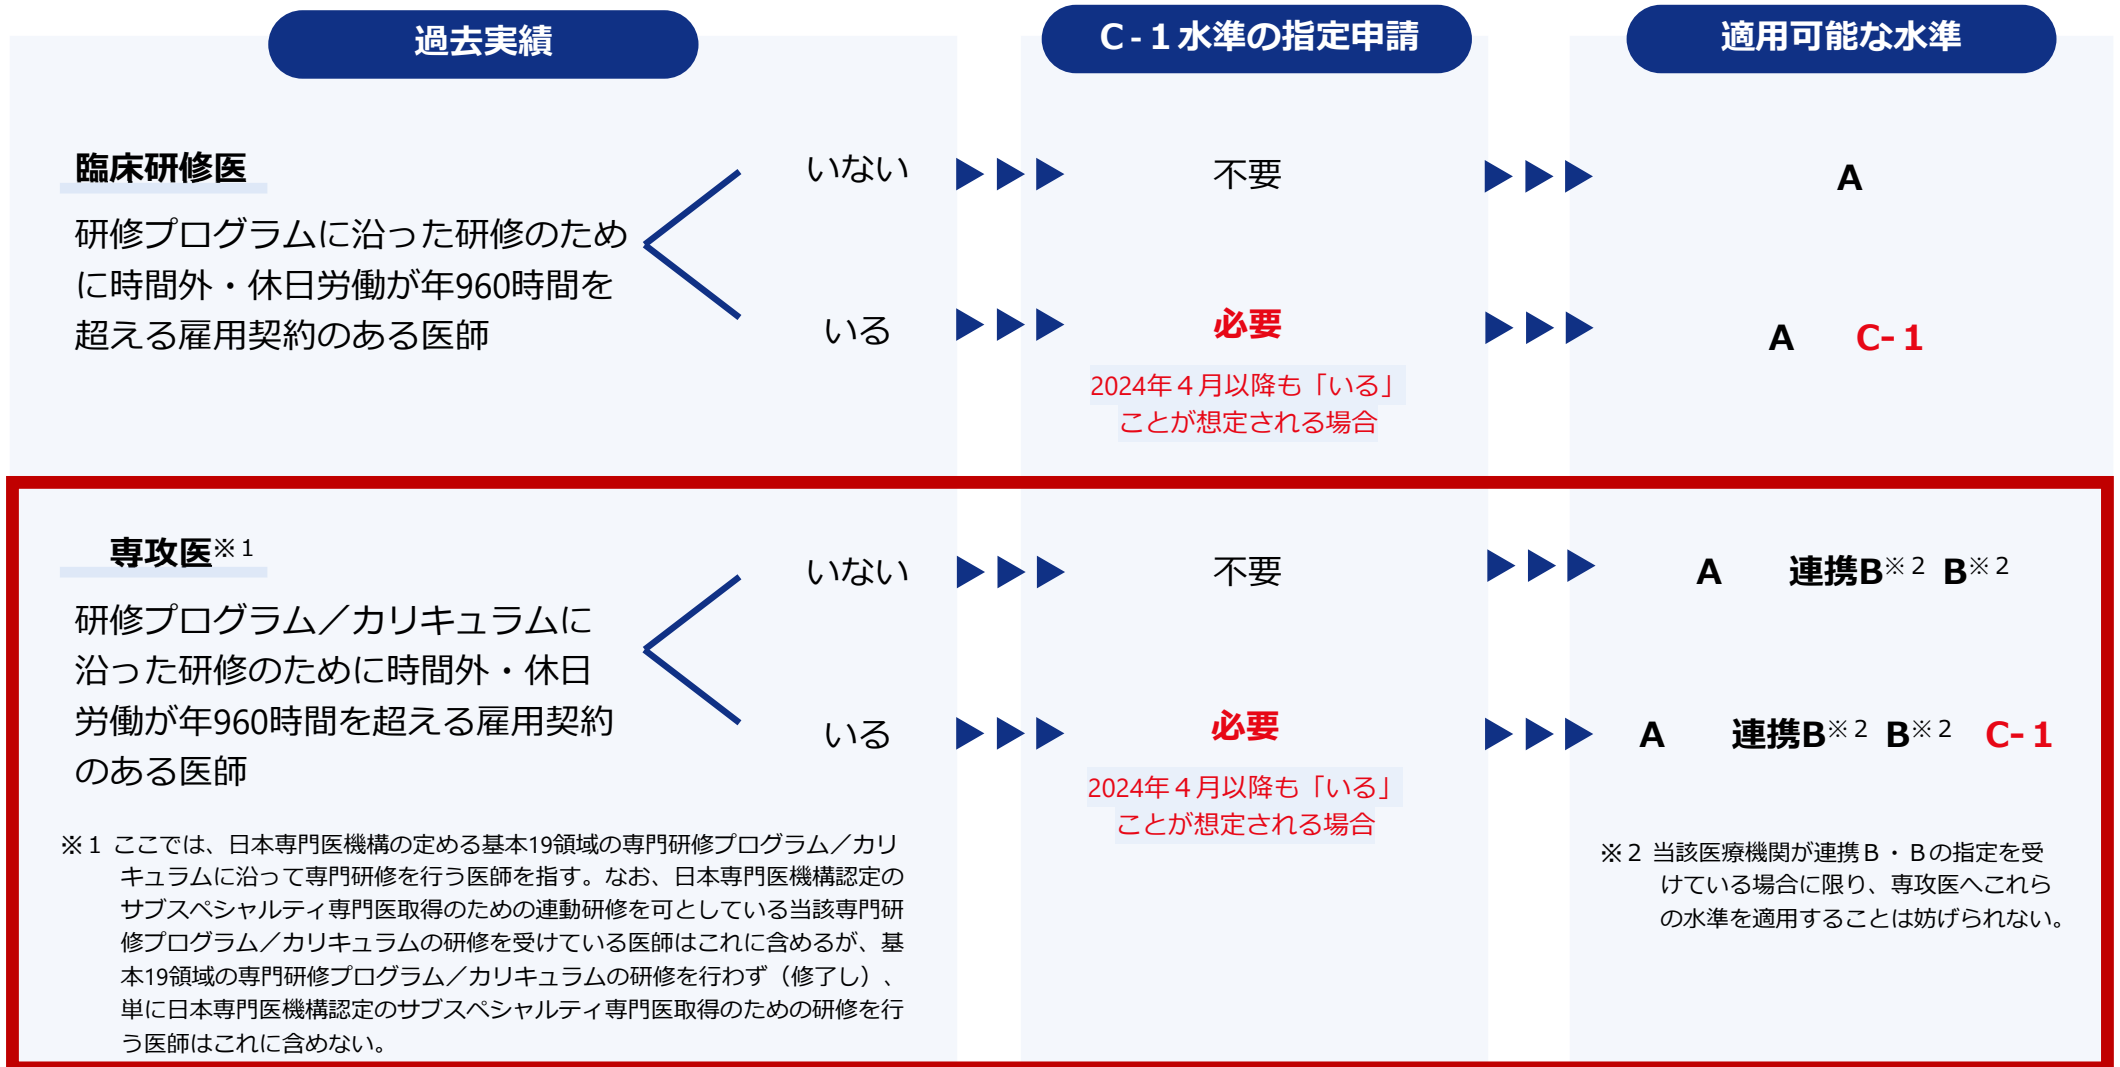 過去実績
C-1水準の指定申請
適用可能な水準
臨床研修医
研修プログラムに沿った研修のため
に時間外・休日労働が年960時間を
超える雇用契約のある医師
いない
不要
A
いる
必要
2024年4月以降も「いる」
ことが想定される場合
A C-1
専攻医※1
研修プログラム／カリキュラムに
沿った研修のために時間外・休日
労働が年960時間を超える雇用契約
のある医師
いない
不要
A 連携B※2 B※2
いる
必要
2024年4月以降も「いる」
ことが想定される場合
A 連携B※2 B※2 C-1
※1 ここでは、日本専門医機構の定める基本19領域の専門研修プログラム／カリ
キュラムに沿って専門研修を行う医師を指す。なお、日本専門医機構認定の
サブスペシャルティ専門医取得のための連動研修を可としている当該専門研
修プログラム／カリキュラムの研修を受けている医師はこれに含めるが、基
本19領域の専門研修プログラム／カリキュラムの研修を行わず（修了し）、
単に日本専門医機構認定のサブスペシャルティ専門医取得のための研修を行
う医師はこれに含めない。
※2 当該医療機関が連携B・Bの指定を受
けている場合に限り、専攻医へこれら
の水準を適用することは妨げられない。